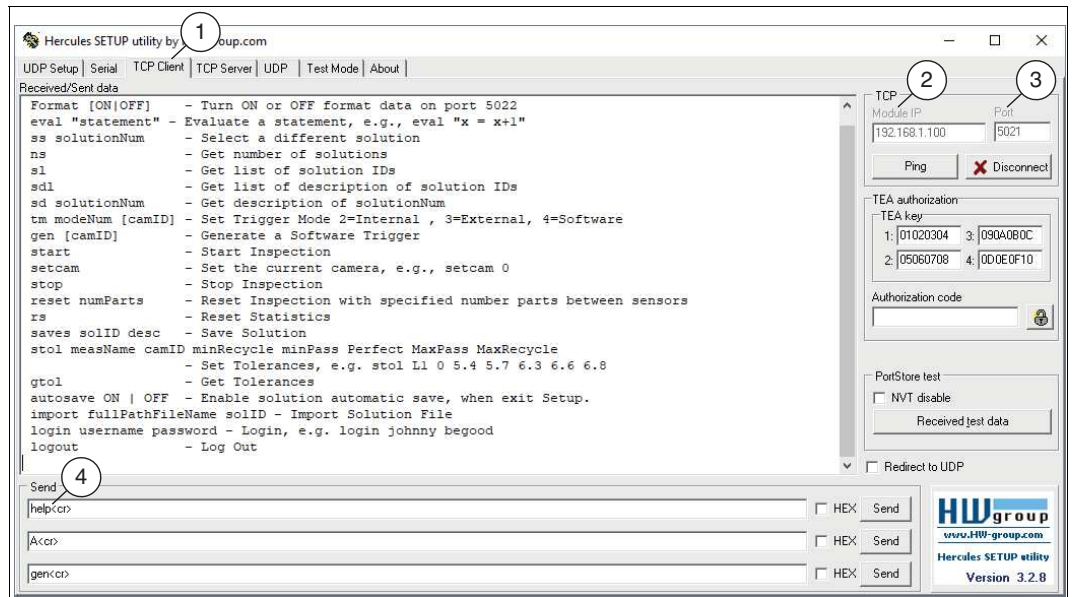 Hercules SETUP utility by oup.com
1
UDP Setup Serial TCP Client TCP Server UDP Test Mode About
Received/Sent data
Format [ON|OFF] - Turn ON or OFF format data on port 5022
eval "statement" - Evaluate a statement, e.g., eval "x = x+1"
ss solutionNum - Select a different solution
ns - Get number of solutions
sl - Get list of solution IDs
sdl - Get list of description of solution IDs
sd solutionNum - Get description of solutionNum
tm modeNum [camID] - Set Trigger Mode 2=Internal , 3=External, 4=Software
gen [camID] - Generate a Software Trigger
start - Start Inspection
setcam - Set the current camera, e.g., setcam 0
stop - Stop Inspection
reset numParts - Reset Inspection with specified number parts between sensors
rs - Reset Statistics
saves solID desc - Save Solution
stol measName camID minRecycle minPass Perfect MaxPass MaxRecycle
- Set Tolerances, e.g. stol L1 0 5.4 5.7 6.3 6.6 6.8
gtol - Get Tolerances
autosave ON | OFF - Enable solution automatic save, when exit Setup.
import fullPathFileName solID - Import Solution File
login username password - Login, e.g. login johnny begood
logout - Log Out
2
3
TCP
Module IP Port
192.168.1.100 5021
Ping Disconnect
TEA authorization
TEA key
1: 01020304 3: 090A0B0C
2: 05060708 4: 0D0E0F10
Authorization code
PortStore test
NVT disable
Received test data
Redirect to UDP
4
Send
help<cr> HEX Send
A<cr> HEX Send
gen<cr> HEX Send
HW group
www.HW-group.com
Hercules SETUP utility
Version 3.2.8